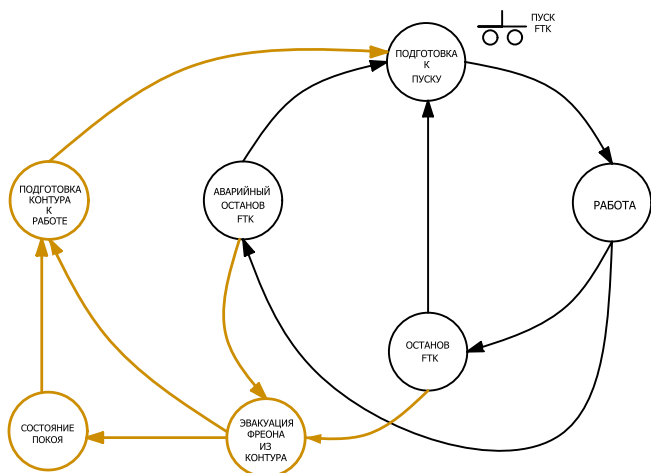 ПУСК
FTK
ПОДГОТОВКА
К
ПУСКУ
ПОДГОТОВКА
КОНТУРА
К
РАБОТЕ
АВАРИЙНЫЙ
ОСТАНОВ
FTK
РАБОТА
ОСТАНОВ
FTK
СОСТОЯНИЕ
ПОКОЯ
ЭВАКУАЦИЯ
ФРЕОНА
ИЗ
КОНТУРА